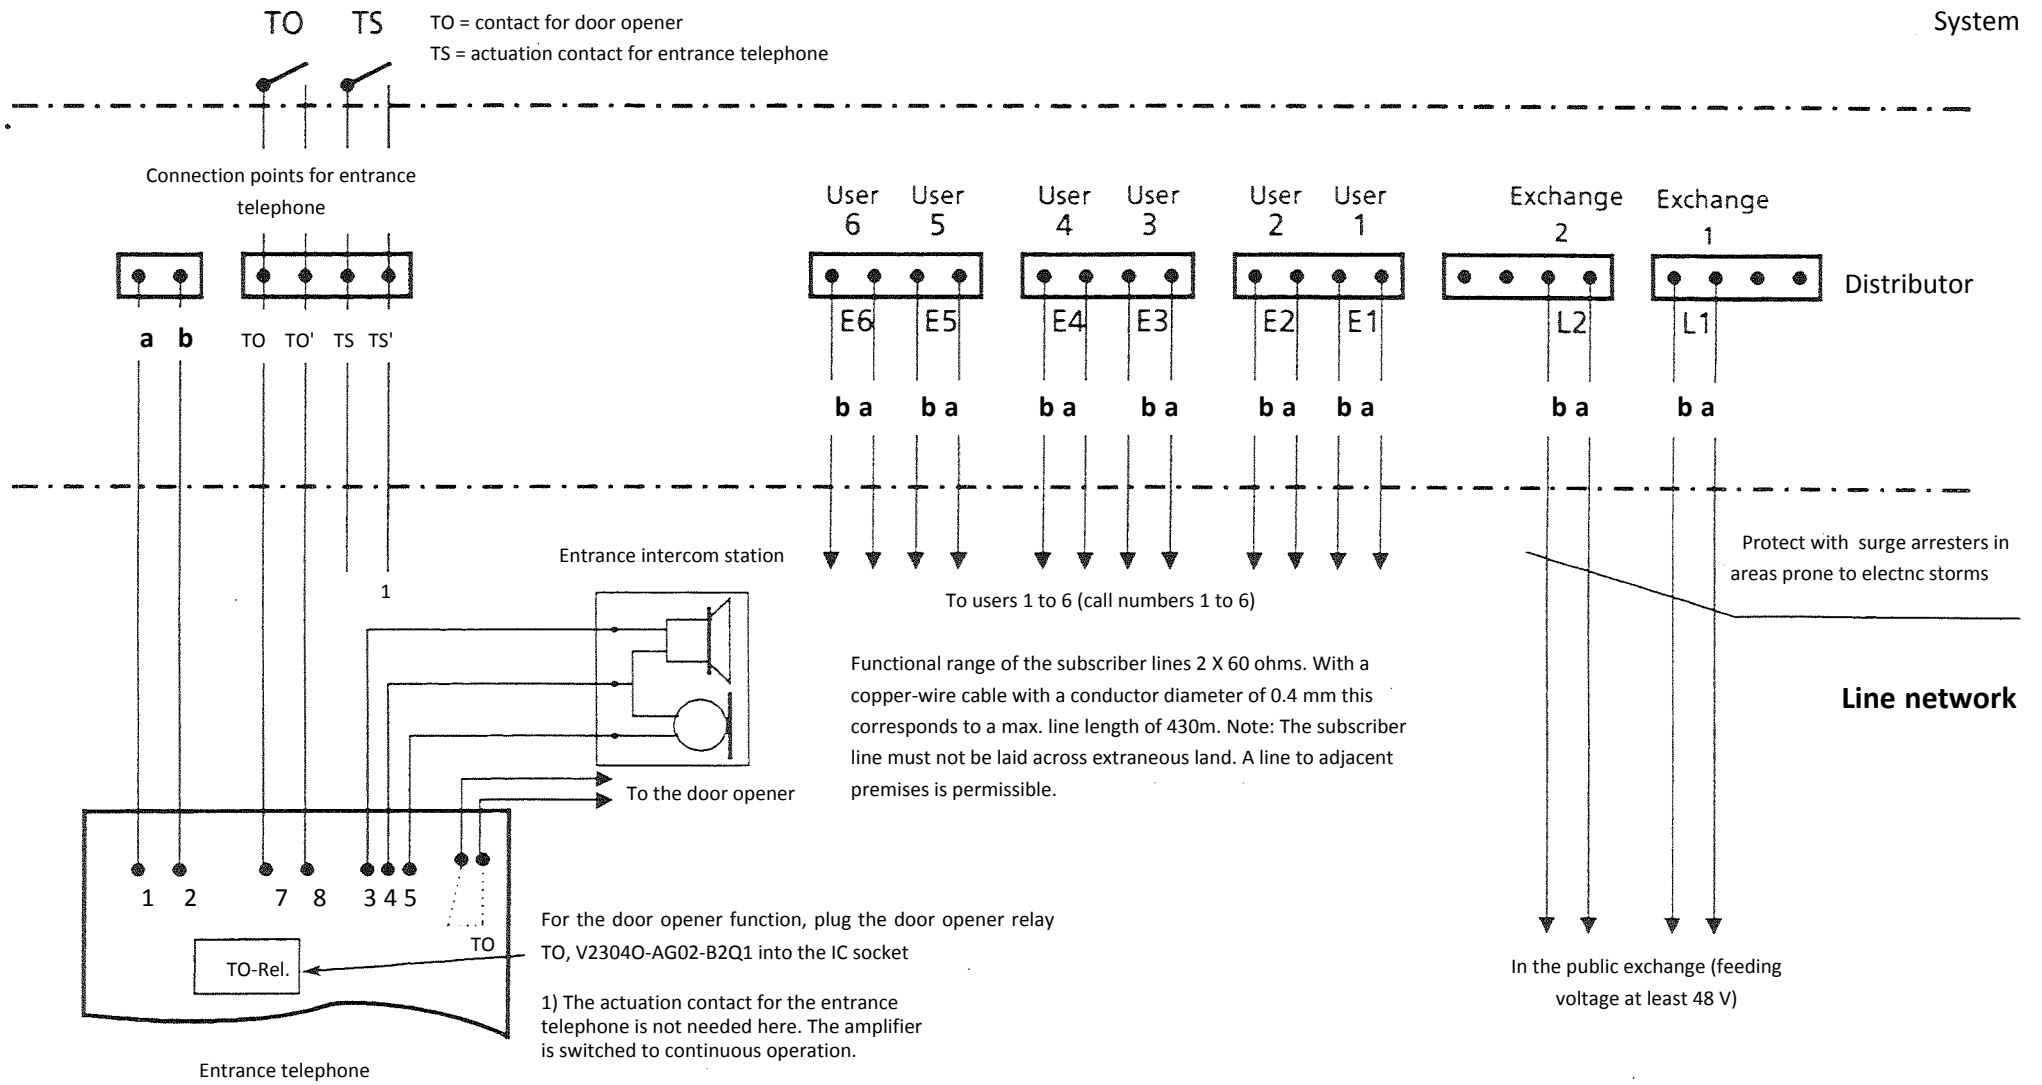 TO TS
TO = contact for door opener
TS = actuation contact for entrance telephone
System
Connection points for entrance
telephone
User User
6 5
User User
4 3
User User
2 1
Exchange
2
Exchange
1
Distributor
E6 E5
E4 E3
E2 E1
L2
L1
a b
TO TO' TS TS'
b a b a
b a b a
b a b a
b a
b a
1
Entrance intercom station
To users 1 to 6 (call numbers 1 to 6)
Protect with surge arresters in
areas prone to electnc storms
Functional range of the subscriber lines 2 X 60 ohms. With a
copper-wire cable with a conductor diameter of 0.4 mm this
corresponds to a max. line length of 430m. Note: The subscriber
line must not be laid across extraneous land. A line to adjacent
premises is permissible.
Line network
To the door opener
1 2 7 8 3 4 5
TO
TO-Rel.
For the door opener function, plug the door opener relay
TO, V2304O-AG02-B2Q1 into the IC socket
1) The actuation contact for the entrance
telephone is not needed here. The amplifier
is switched to continuous operation.
In the public exchange (feeding
voltage at least 48 V)
Entrance telephone